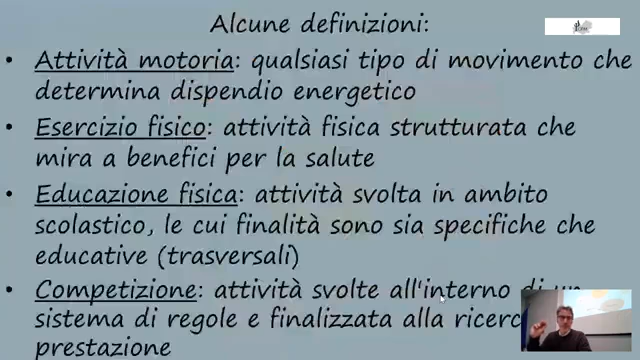 Alcune definizioni:
• Attività motoria: qualsiasi tipo di movimento che
determina dispendio energetico
• Esercizio fisico: attività fisica strutturata che
mira a benefici per la salute
• Educazione fisica: attività svolta in ambito
scolastico, le cui finalità sono sia specifiche che
educative (trasversali)
• Competizione: attività svolte all'interno di un
sistema di regole e finalizzata alla
prestazione